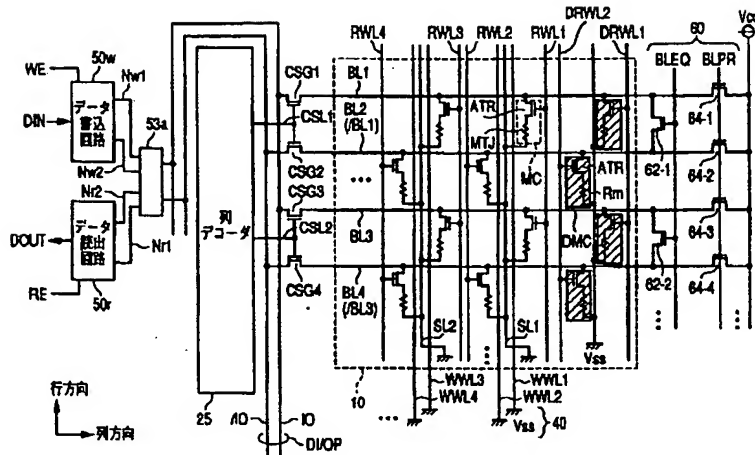 RWL4
RWL3
RWL2
RWL1
DRWL2
DRWL1
60
Vcc
BLEQ
BLPR
50w
WE
Nw1
DIN
データ
書込
回路
53a
Nw2
Nr2
DOUT
データ
読出
回路
Nr1
RE
50r
列
デコーダ
25
CSG1
BL1
BL2
(/BL1)
CSL1
CSG2
CSG3
CSL2
BL3
CSG4
BL4
(/BL3)
ATR
MTJ
MC
ATR
Rm
DMC
62-1
62-2
64-1
64-2
64-3
64-4
SL2
SL1
Vss
10
WWL3
WWL4
WWL1
WWL2
Vss
40
/IO
IO
DI/OP
行方向
列方向